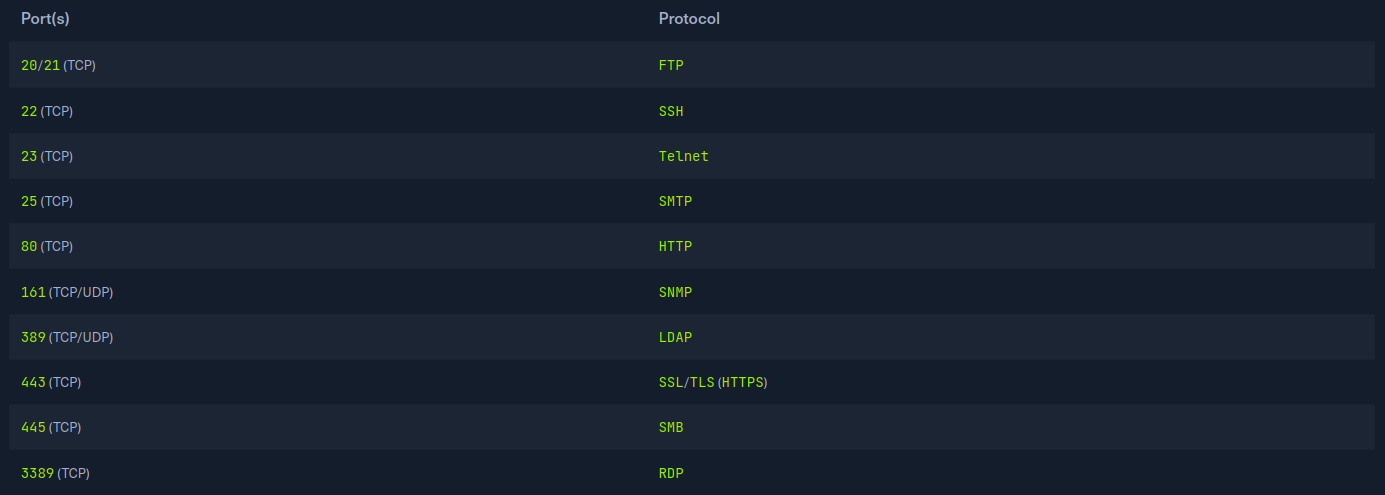 Port(s) Protocol
20/21 (TCP) FTP
22 (TCP) SSH
23 (TCP) Telnet
25 (TCP) SMTP
80 (TCP) HTTP
161 (TCP/UDP) SNMP
389 (TCP/UDP) LDAP
443 (TCP) SSL/TLS (HTTPS)
445 (TCP) SMB
3389 (TCP) RDP